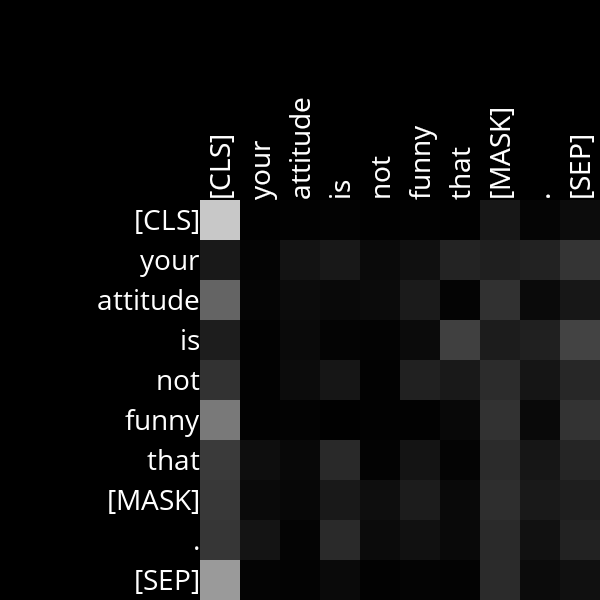 [CLS] your attitude is not funny that [MASK] . [SEP]
[CLS]
your
attitude
is
not
funny
that
[MASK]
.
[SEP]